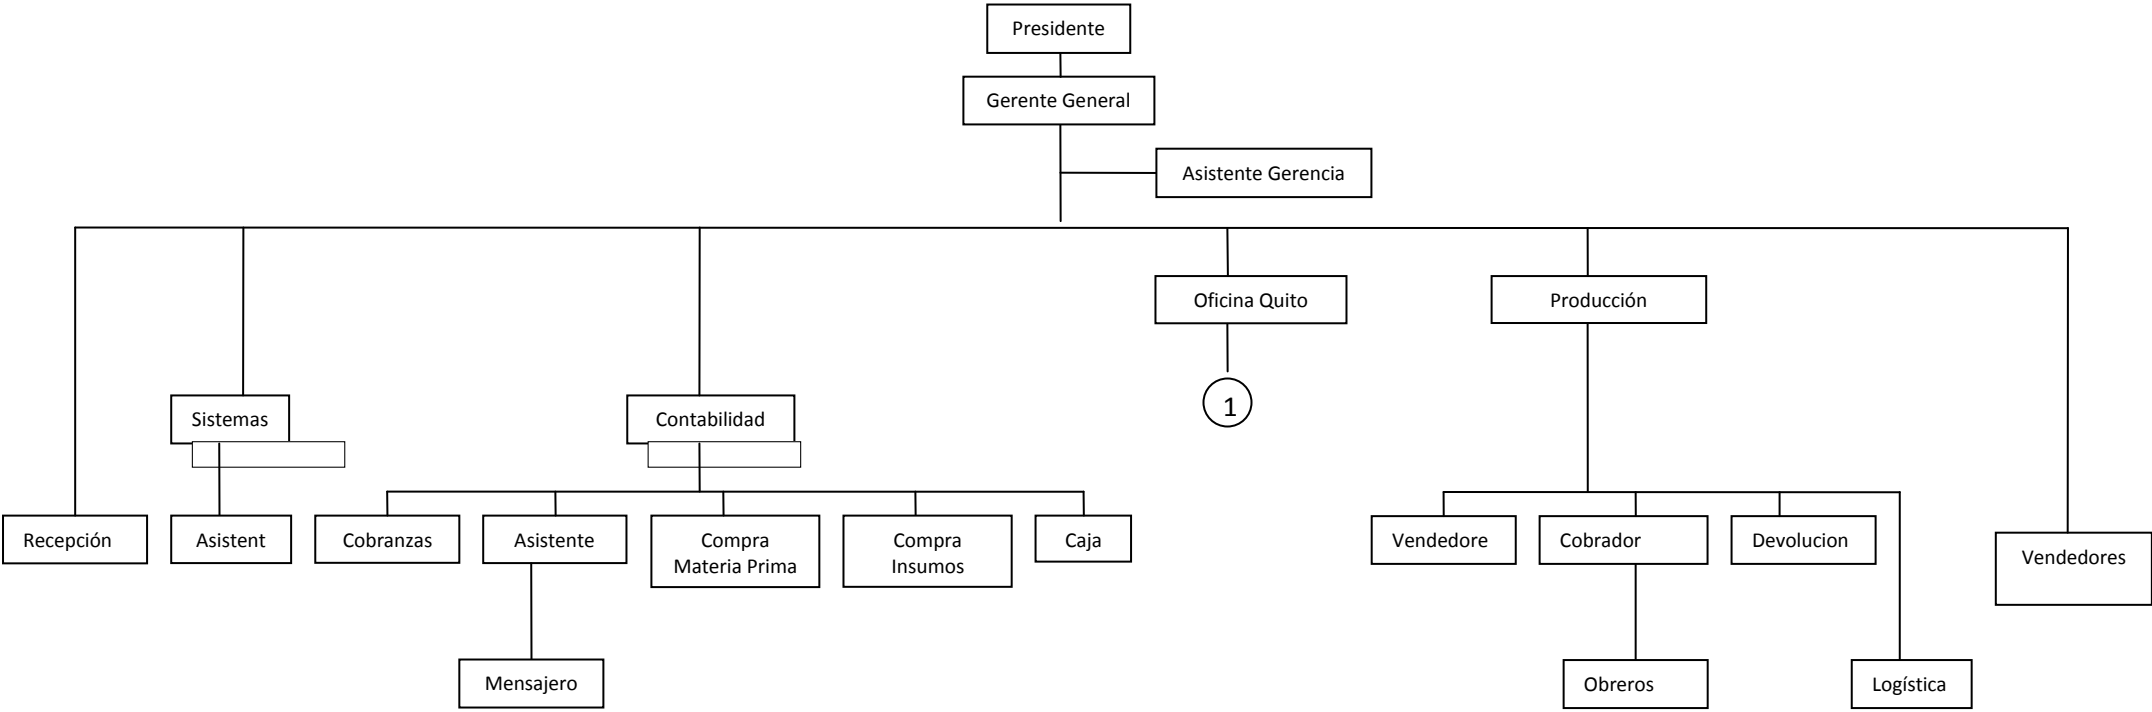 Presidente
Gerente General
Asistente Gerencia
Oficina Quito
Producción
1
Sistemas
Contabilidad
Recepción
Asistent
Cobranzas
Asistente
Compra
Materia Prima
Compra
Insumos
Caja
Vendedore
Cobrador
Devolucion
Vendedores
Mensajero
Obreros
Logística